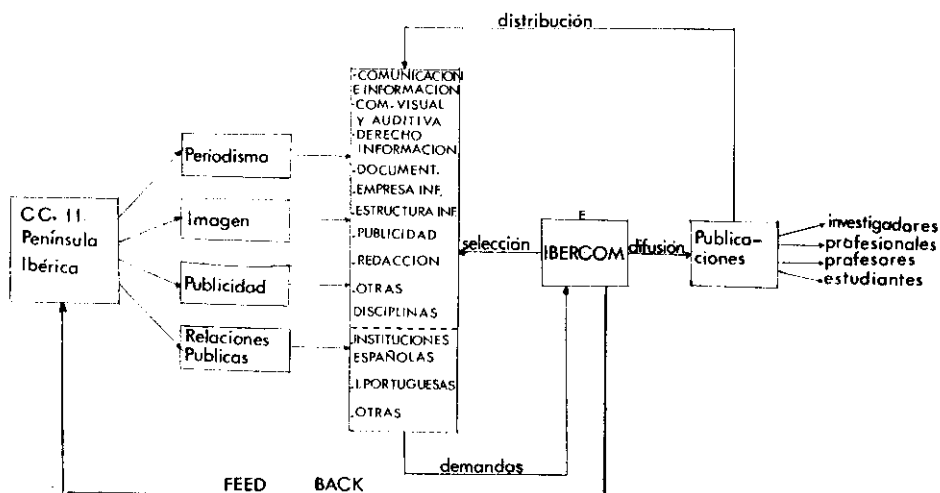 distribución
CC. II.
Península
Ibérica
Periodismo
Imagen
Publicidad
Relaciones
Publicas
-COMUNICACION
E INFORMACION
-COM-VISUAL
Y AUDITIVA
-DERECHO
INFORMACION
-DOCUMENT.
-EMPRESA INF.
-ESTRUCTURA INF.
-PUBLICIDAD
-REDACCION
-OTRAS
DISCIPLINAS
-INSTITUCIONES
ESPAÑOLAS
-I.PORTUGUESAS
-OTRAS
selección
E
IBERCOM
difusión
Publica-
ciones
investigadores
profesionales
profesores
estudiantes
demandas
FEED BACK